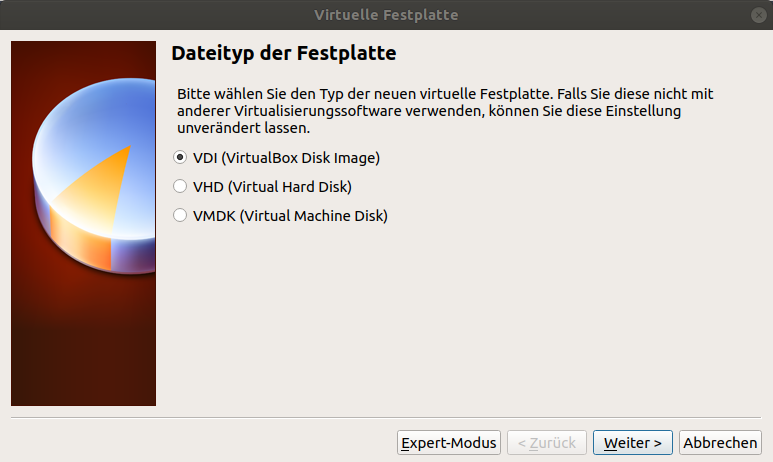 Virtuelle Festplatte
Dateityp der Festplatte
Bitte wählen Sie den Typ der neuen virtuelle Festplatte. Falls Sie diese nicht mit
anderer Virtualisierungssoftware verwenden, können Sie diese Einstellung
unverändert lassen.
VDI (VirtualBox Disk Image)
VHD (Virtual Hard Disk)
VMDK (Virtual Machine Disk)
Expert-Modus < Zurück Weiter > Abbrechen